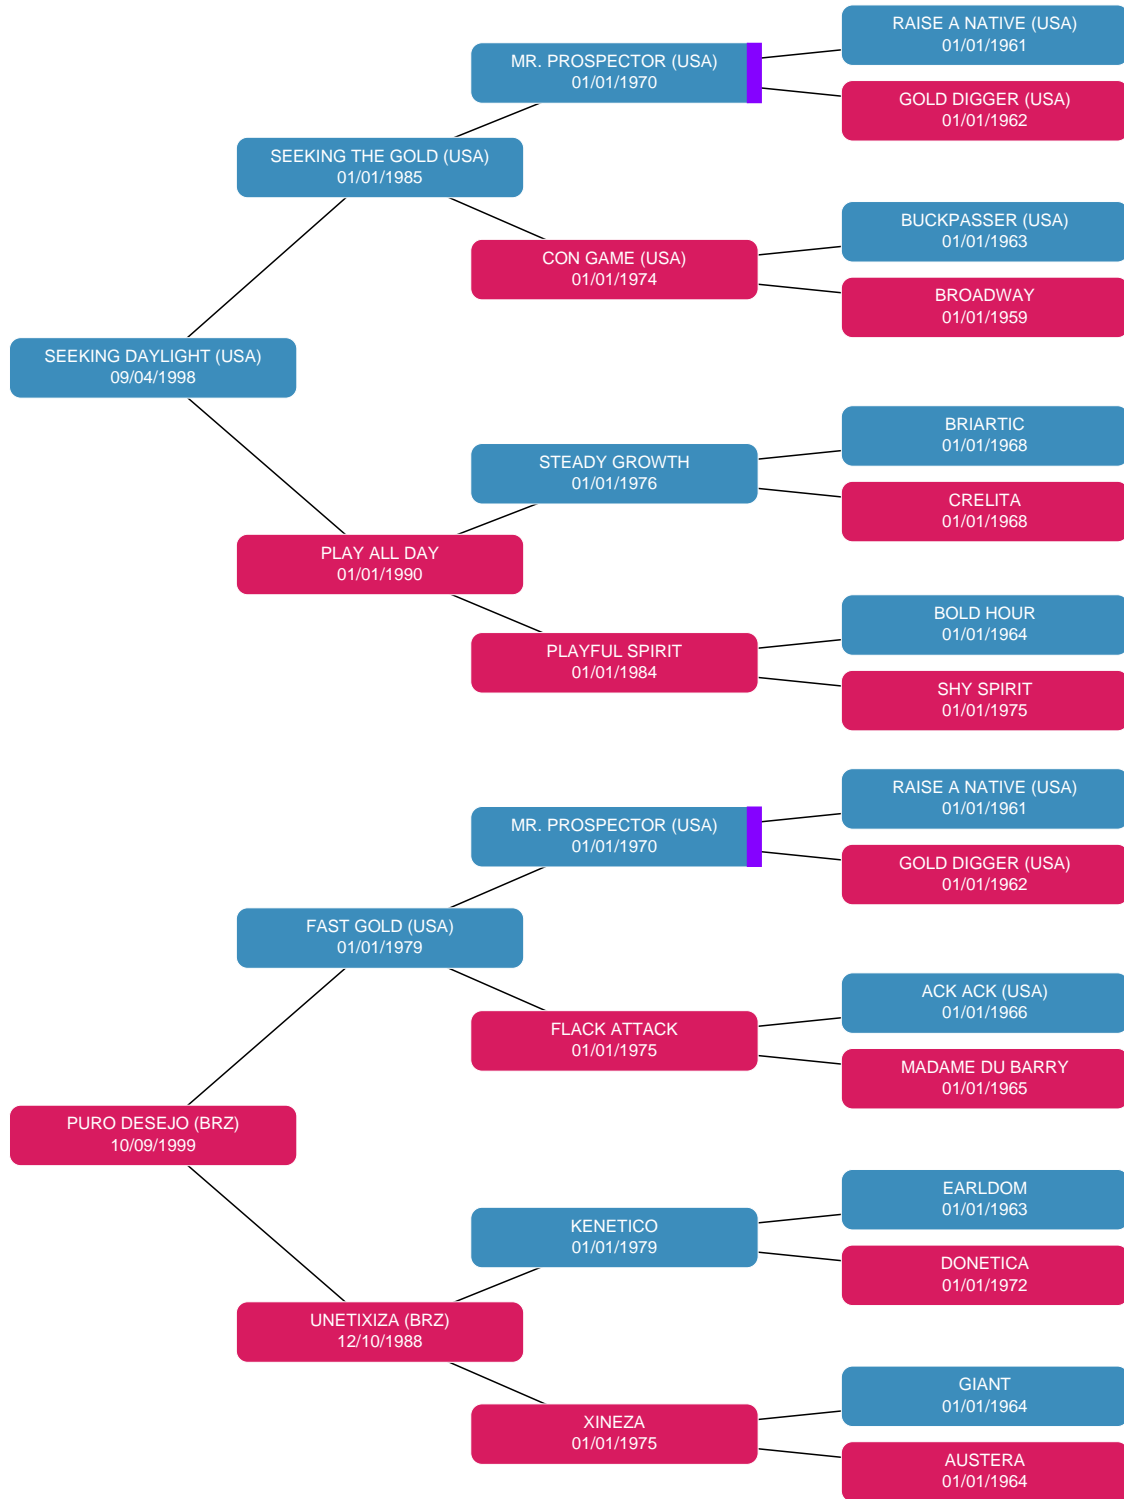 RAISE A NATIVE (USA)
01/01/1961
MR. PROSPECTOR (USA)
01/01/1970
GOLD DIGGER (USA)
01/01/1962
SEEKING THE GOLD (USA)
01/01/1985
BUCKPASSER (USA)
01/01/1963
CON GAME (USA)
01/01/1974
BROADWAY
01/01/1959
SEEKING DAYLIGHT (USA)
09/04/1998
BRIARTIC
01/01/1968
STEADY GROWTH
01/01/1976
CRELITA
01/01/1968
PLAY ALL DAY
01/01/1990
BOLD HOUR
01/01/1964
PLAYFUL SPIRIT
01/01/1984
SHY SPIRIT
01/01/1975
RAISE A NATIVE (USA)
01/01/1961
MR. PROSPECTOR (USA)
01/01/1970
GOLD DIGGER (USA)
01/01/1962
FAST GOLD (USA)
01/01/1979
ACK ACK (USA)
01/01/1966
FLACK ATTACK
01/01/1975
MADAME DU BARRY
01/01/1965
PURO DESEJO (BRZ)
10/09/1999
EARLDOM
01/01/1963
KENETICO
01/01/1979
DONETICA
01/01/1972
UNETIXIZA (BRZ)
12/10/1988
GIANT
01/01/1964
XINEZA
01/01/1975
AUSTERA
01/01/1964